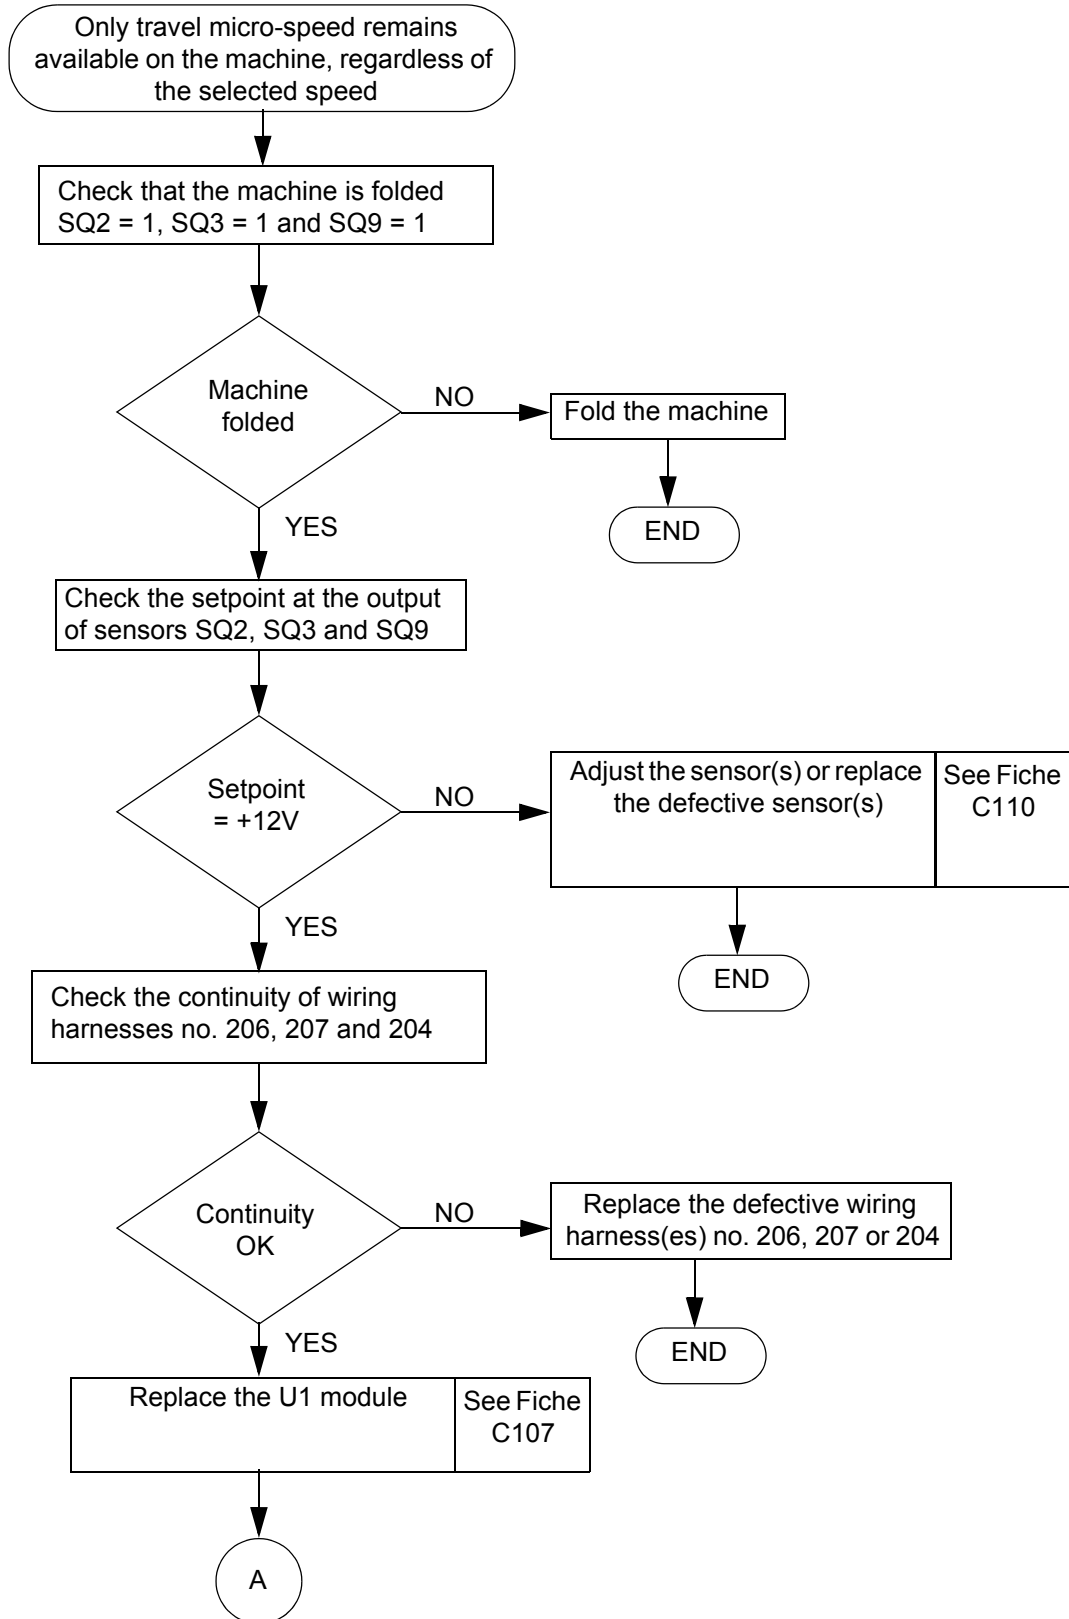 Only travel micro-speed remains
available on the machine, regardless of
the selected speed
Check that the machine is folded
SQ2 = 1, SQ3 = 1 and SQ9 = 1
Machine
folded
NO
Fold the machine
END
YES
Check the setpoint at the output
of sensors SQ2, SQ3 and SQ9
Setpoint
= +12V
NO
Adjust the sensor(s) or replace
the defective sensor(s)
See Fiche
C110
END
YES
Check the continuity of wiring
harnesses no. 206, 207 and 204
Continuity
OK
NO
Replace the defective wiring
harness(es) no. 206, 207 or 204
END
YES
Replace the U1 module
See Fiche
C107
A